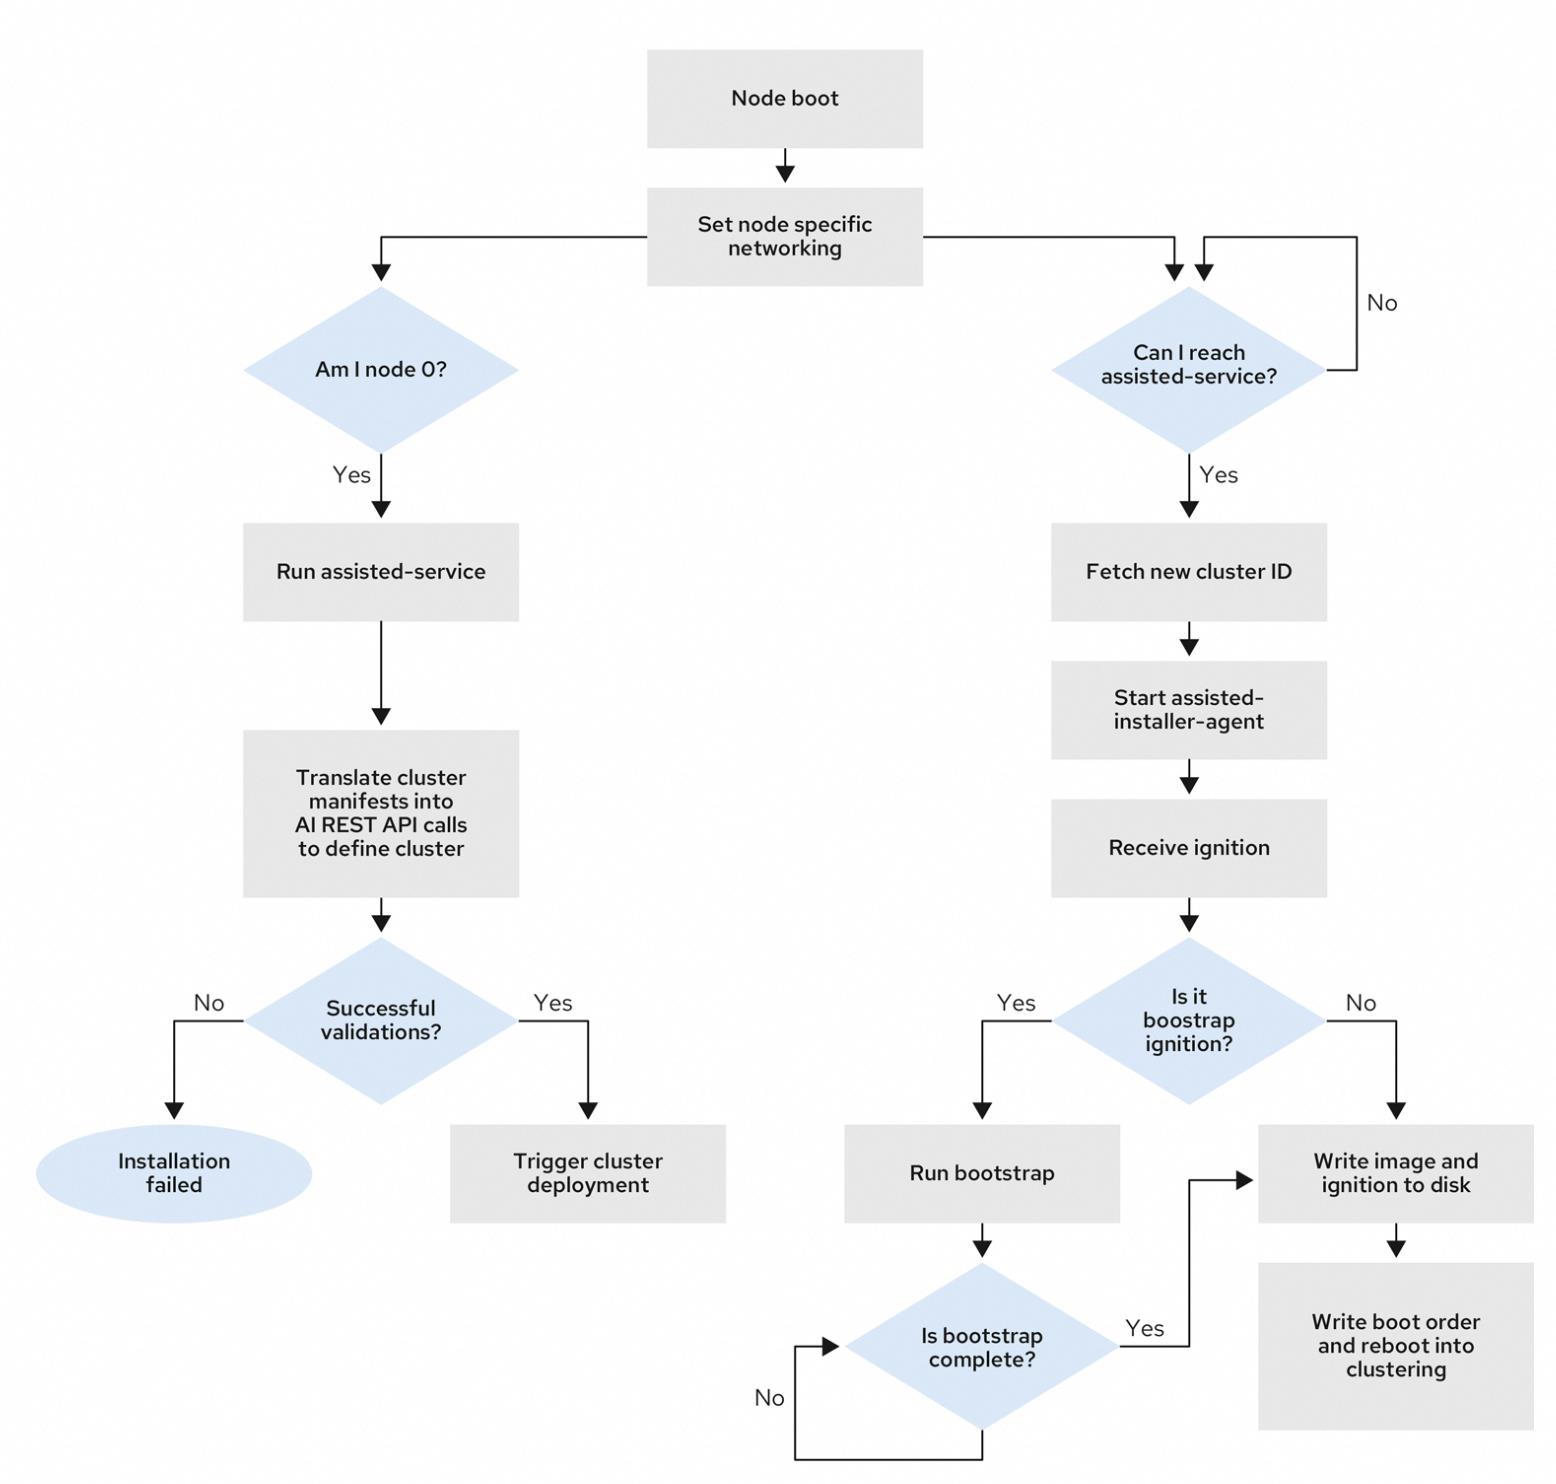 Node boot
Set node specific
networking
No
Am I node 0?
Can I reach
assisted-service?
Yes
Yes
Run assisted-service
Fetch new cluster ID
Start assisted-
installer-agent
Translate cluster
manifests into
AI REST API calls
to define cluster
Receive ignition
No
Successful
validations?
Yes
Yes
Is it
boostrap
ignition?
No
Installation
failed
Trigger cluster
deployment
Run bootstrap
Write image and
ignition to disk
Is bootstrap
complete?
Yes
No
Write boot order
and reboot into
clustering